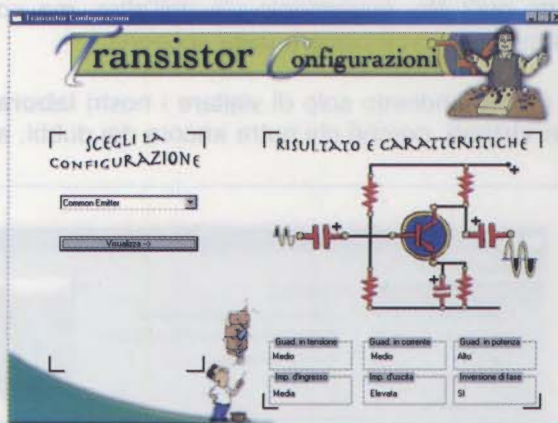 Transistor Configurazioni
Transistor Configurazioni
SCEGLI LA
CONFIGURAZIONE
Common Emitter
Visualizza ->
RISULTATO E CARATTERISTICHE
+
+
+
+
Guad. in tensione
Medio
Guad. in corrente
Medio
Guad. in potenza
Alto
Imp. d'ingresso
Media
Imp. d'uscita
Elevata
Inversione di fase
SI